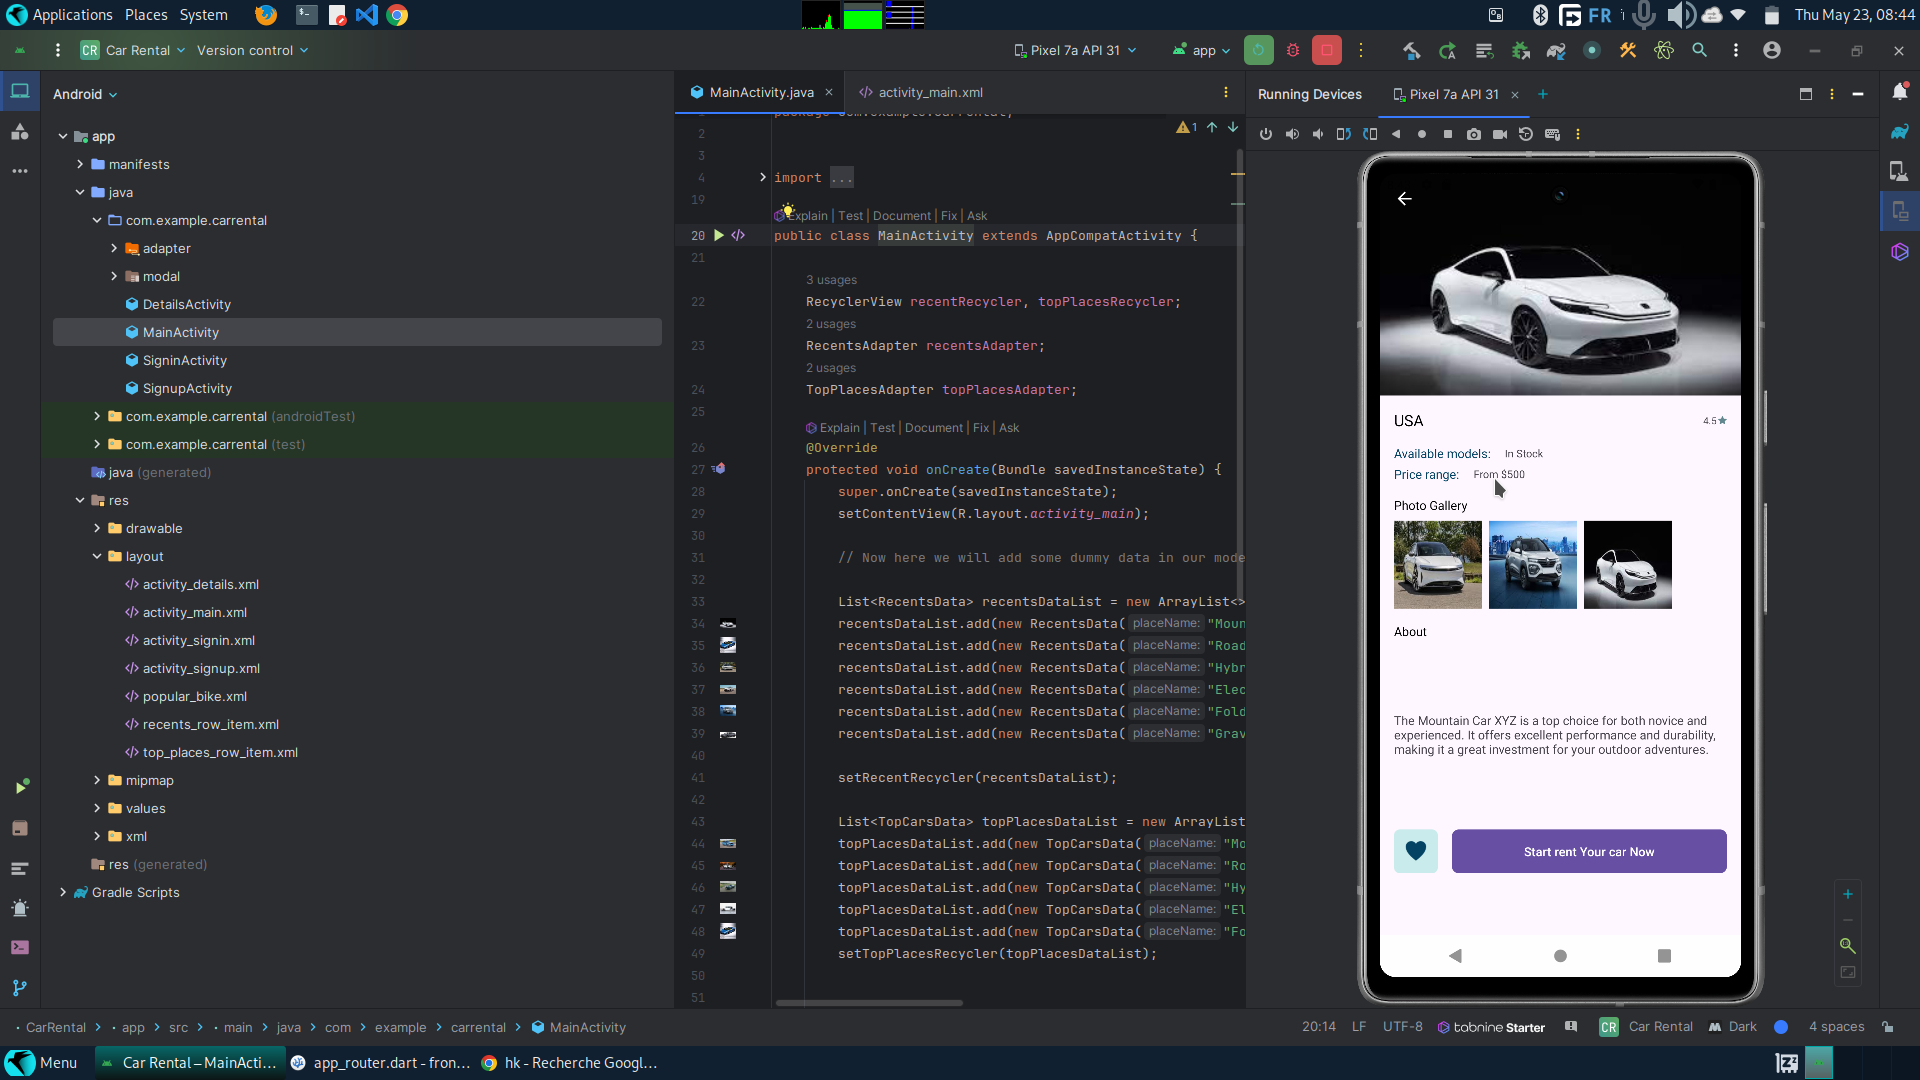 Applications Places System
FR
Thu May 23, 08:44
CR Car Rental Version control
Pixel 7a API 31
app
Android
app
manifests
java
com.example.carrental
adapter
modal
DetailsActivity
MainActivity
SigninActivity
SignupActivity
com.example.carrental (androidTest)
com.example.carrental (test)
java (generated)
res
drawable
layout
activity_details.xml
activity_main.xml
activity_signin.xml
activity_signup.xml
popular_bike.xml
recents_row_item.xml
top_places_row_item.xml
mipmap
values
xml
res (generated)
Gradle Scripts
MainActivity.java activity_main.xml
1
2 package com.example.carrental;
3
4 import ...
19
Explain | Test | Document | Fix | Ask
20 public class MainActivity extends AppCompatActivity {
21
3 usages
22 RecyclerView recentRecycler, topPlacesRecycler;
2 usages
23 RecentsAdapter recentsAdapter;
2 usages
24 TopPlacesAdapter topPlacesAdapter;
25
Explain | Test | Document | Fix | Ask
26 @Override
27 protected void onCreate(Bundle savedInstanceState) {
28 super.onCreate(savedInstanceState);
29 setContentView(R.layout.activity_main);
30
31 // Now here we will add some dummy data in our mode
32
33 List<RecentsData> recentsDataList = new ArrayList<>
34 recentsDataList.add(new RecentsData( placeName: "Moun
35 recentsDataList.add(new RecentsData( placeName: "Road
36 recentsDataList.add(new RecentsData( placeName: "Hybr
37 recentsDataList.add(new RecentsData( placeName: "Elec
38 recentsDataList.add(new RecentsData( placeName: "Fold
39 recentsDataList.add(new RecentsData( placeName: "Grav
40
41 setRecentRecycler(recentsDataList);
42
43 List<TopCarsData> topPlacesDataList = new ArrayList
44 topPlacesDataList.add(new TopCarsData( placeName: "Mo
45 topPlacesDataList.add(new TopCarsData( placeName: "Ro
46 topPlacesDataList.add(new TopCarsData( placeName: "Hy
47 topPlacesDataList.add(new TopCarsData( placeName: "El
48 topPlacesDataList.add(new TopCarsData( placeName: "Fo
49 setTopPlacesRecycler(topPlacesDataList);
50
51
Running Devices Pixel 7a API 31
USA 4.5
Available models: In Stock
Price range: From $500
Photo Gallery
About
The Mountain Car XYZ is a top choice for both novice and
experienced. It offers excellent performance and durability,
making it a great investment for your outdoor adventures.
Start rent Your car Now
CarRental > app > src > main > java > com > example > carrental > MainActivity
20:14 LF UTF-8 tabnine Starter CR Car Rental Dark 4 spaces
Menu Car Rental – MainActi... app_router.dart - fron... hk - Recherche Googl...